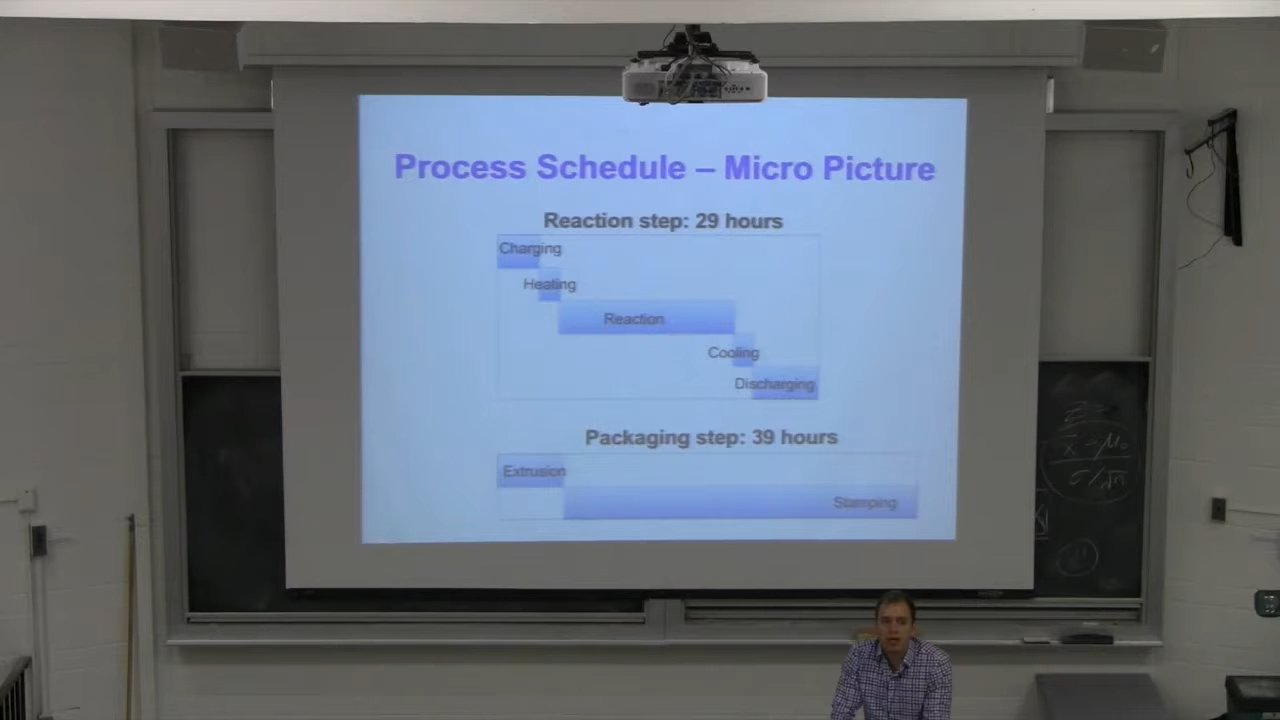 Process Schedule – Micro Picture
Reaction step: 29 hours
Charging
Heating
Reaction
Cooling
Discharging
Packaging step: 39 hours
Extrusion
Stamping
x̄ - μ₀
σ/√n